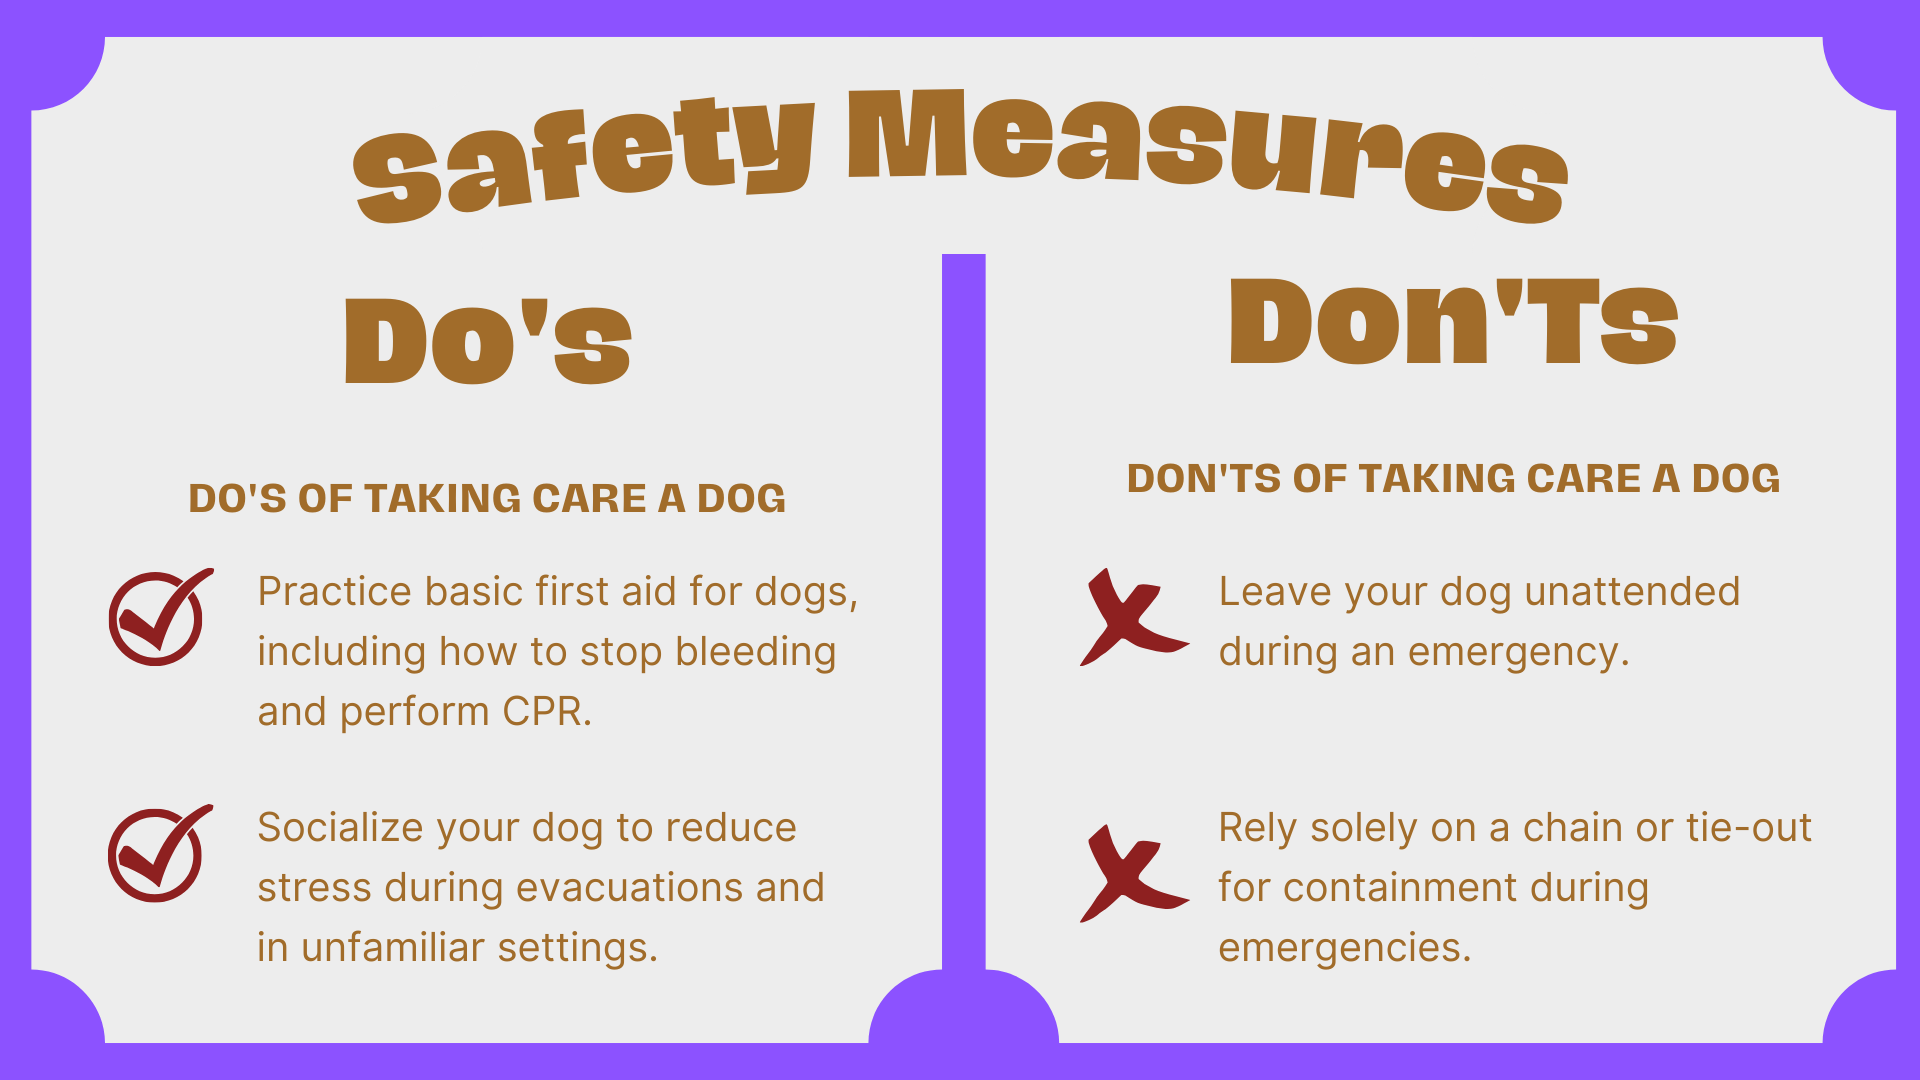 Safety Measures
Do's
DO'S OF TAKING CARE A DOG
Practice basic first aid for dogs,
including how to stop bleeding
and perform CPR.
Socialize your dog to reduce
stress during evacuations and
in unfamiliar settings.
Don'Ts
DON'TS OF TAKING CARE A DOG
Leave your dog unattended
during an emergency.
Rely solely on a chain or tie-out
for containment during
emergencies.